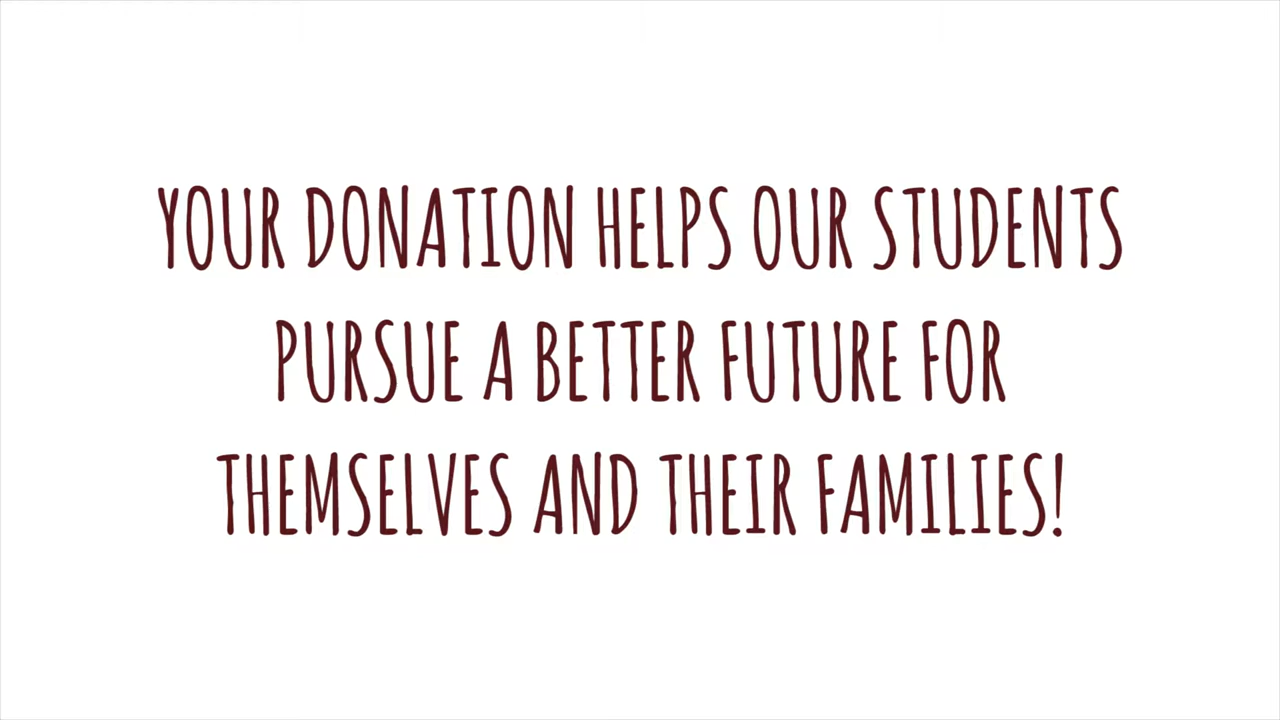 YOUR DONATION HELPS OUR STUDENTS
PURSUE A BETTER FUTURE FOR
THEMSELVES AND THEIR FAMILIES!